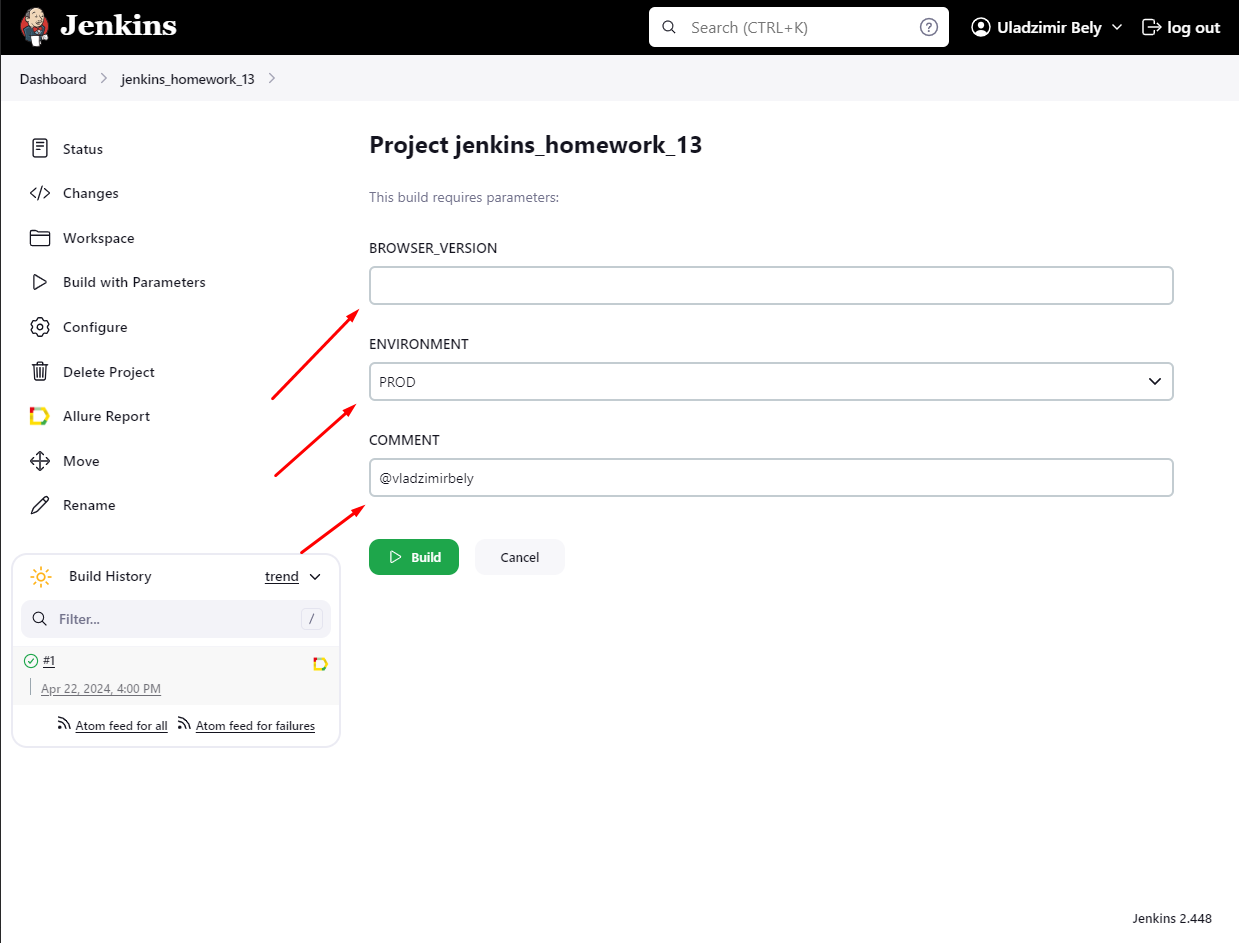 Jenkins
Search (CTRL+K)
Uladzimir Bely
log out
Dashboard
jenkins_homework_13
Status
Changes
Workspace
Build with Parameters
Configure
Delete Project
Allure Report
Move
Rename
Build History
trend
Filter...
/
#1
Apr 22, 2024, 4:00 PM
Atom feed for all
Atom feed for failures
Project jenkins_homework_13
This build requires parameters:
BROWSER_VERSION
ENVIRONMENT
PROD
COMMENT
@vladzimirbely
Build
Cancel
Jenkins 2.448